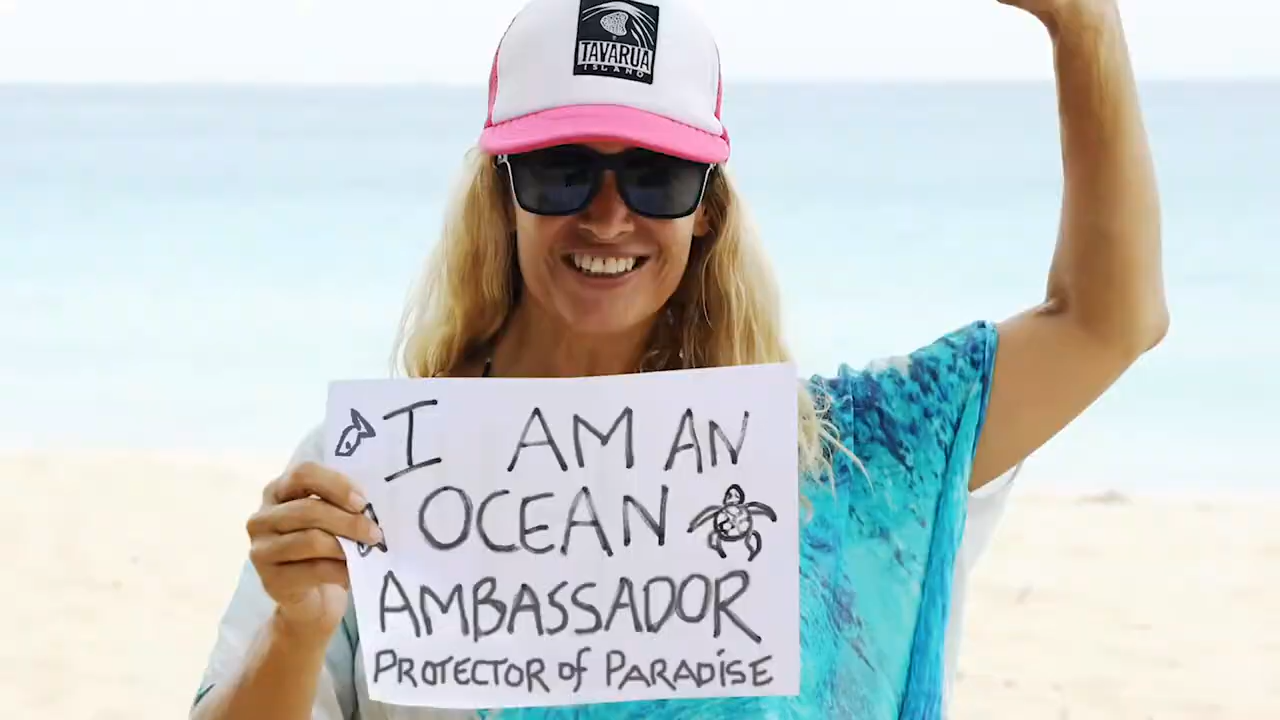 TAVARUA
ISLAND
I AM AN
OCEAN
AMBASSADOR
PROTECTOR of PARADiSE